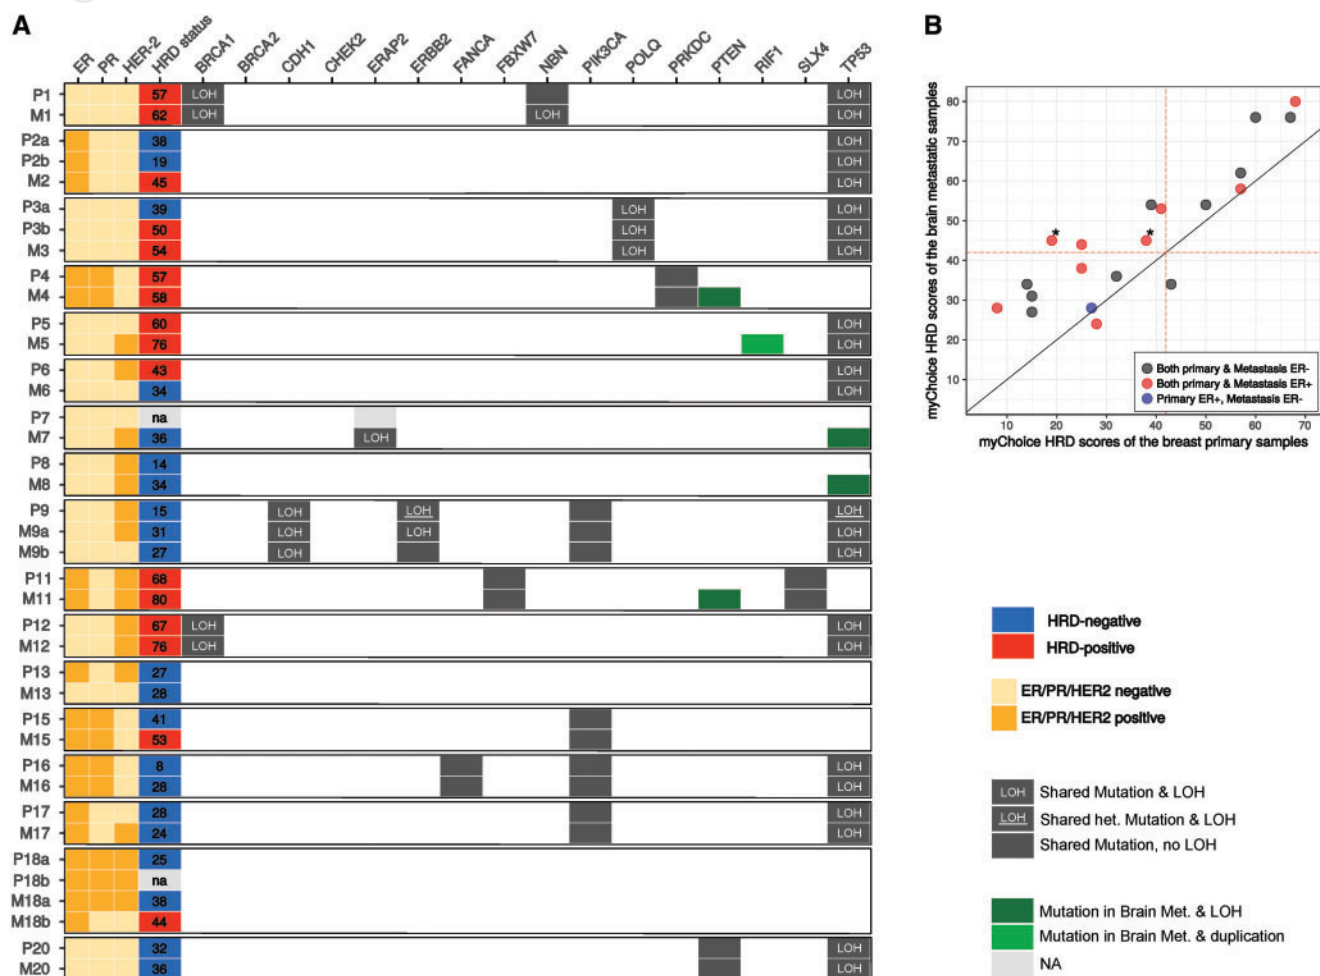 A
ER PR HER-2 HRD status BRCA1 BRCA2 CDH1 CHEK2 ERAP2 ERBB2 FANCA FBXW7 NBN PIK3CA POLQ PRKDC PTEN RIF1 SLX4 TP53
P1 57 LOH LOH
M1 62 LOH LOH LOH
P2a 38 LOH
P2b 19 LOH
M2 45 LOH
P3a 39 LOH LOH
P3b 50 LOH LOH
M3 54 LOH LOH
P4 57
M4 58
P5 60 LOH
M5 76 LOH
P6 43 LOH
M6 34 LOH
P7 na
M7 36 LOH
P8 14
M8 34
P9 15 LOH LOH LOH
M9a 31 LOH LOH LOH
M9b 27 LOH LOH
P11 68
M11 80
P12 67 LOH LOH
M12 76 LOH LOH
P13 27
M13 28
P15 41
M15 53
P16 8 LOH
M16 28 LOH
P17 28 LOH
M17 24 LOH
P18a 25
P18b na
M18a 38
M18b 44
P20 32 LOH
M20 36 LOH
B
myChoice HRD scores of the brain metastatic samples
80
70
60
50
40
30
20
10
* *
Both primary & Metastasis ER-
Both primary & Metastasis ER+
Primary ER+, Metastasis ER-
10 20 30 40 50 60 70
myChoice HRD scores of the breast primary samples
HRD-negative
HRD-positive
ER/PR/HER2 negative
ER/PR/HER2 positive
LOH Shared Mutation & LOH
LOH Shared het. Mutation & LOH
Shared Mutation, no LOH
Mutation in Brain Met. & LOH
Mutation in Brain Met. & duplication
NA